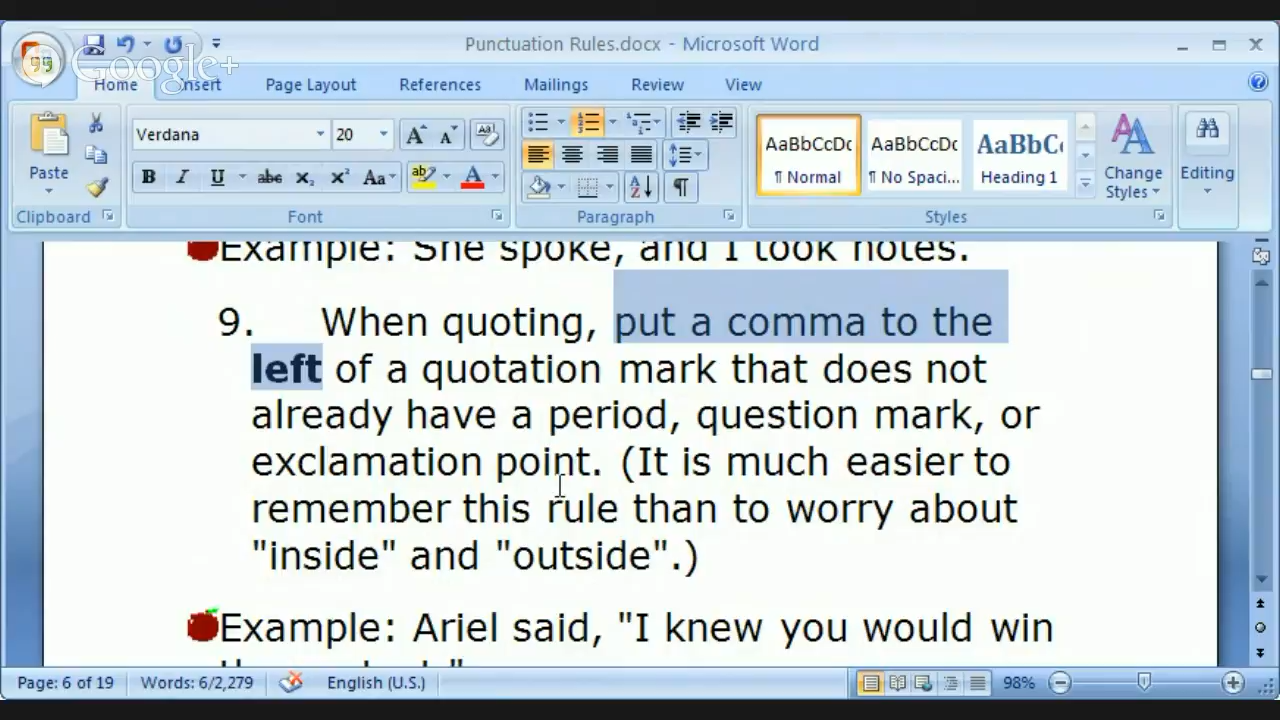 Punctuation Rules.docx - Microsoft Word
Google+
Home Insert Page Layout References Mailings Review View
Paste
Verdana 20
AaBbCcDc AaBbCcDc AaBbCc
¶ Normal ¶ No Spaci... Heading 1
Change Styles
Editing
Clipboard Font Paragraph Styles
Example: She spoke, and I took notes.
9. When quoting, put a comma to the
left of a quotation mark that does not
already have a period, question mark, or
exclamation point. (It is much easier to
remember this rule than to worry about
"inside" and "outside".)
Example: Ariel said, "I knew you would win
Page: 6 of 19 Words: 6/2,279 English (U.S.) 98%